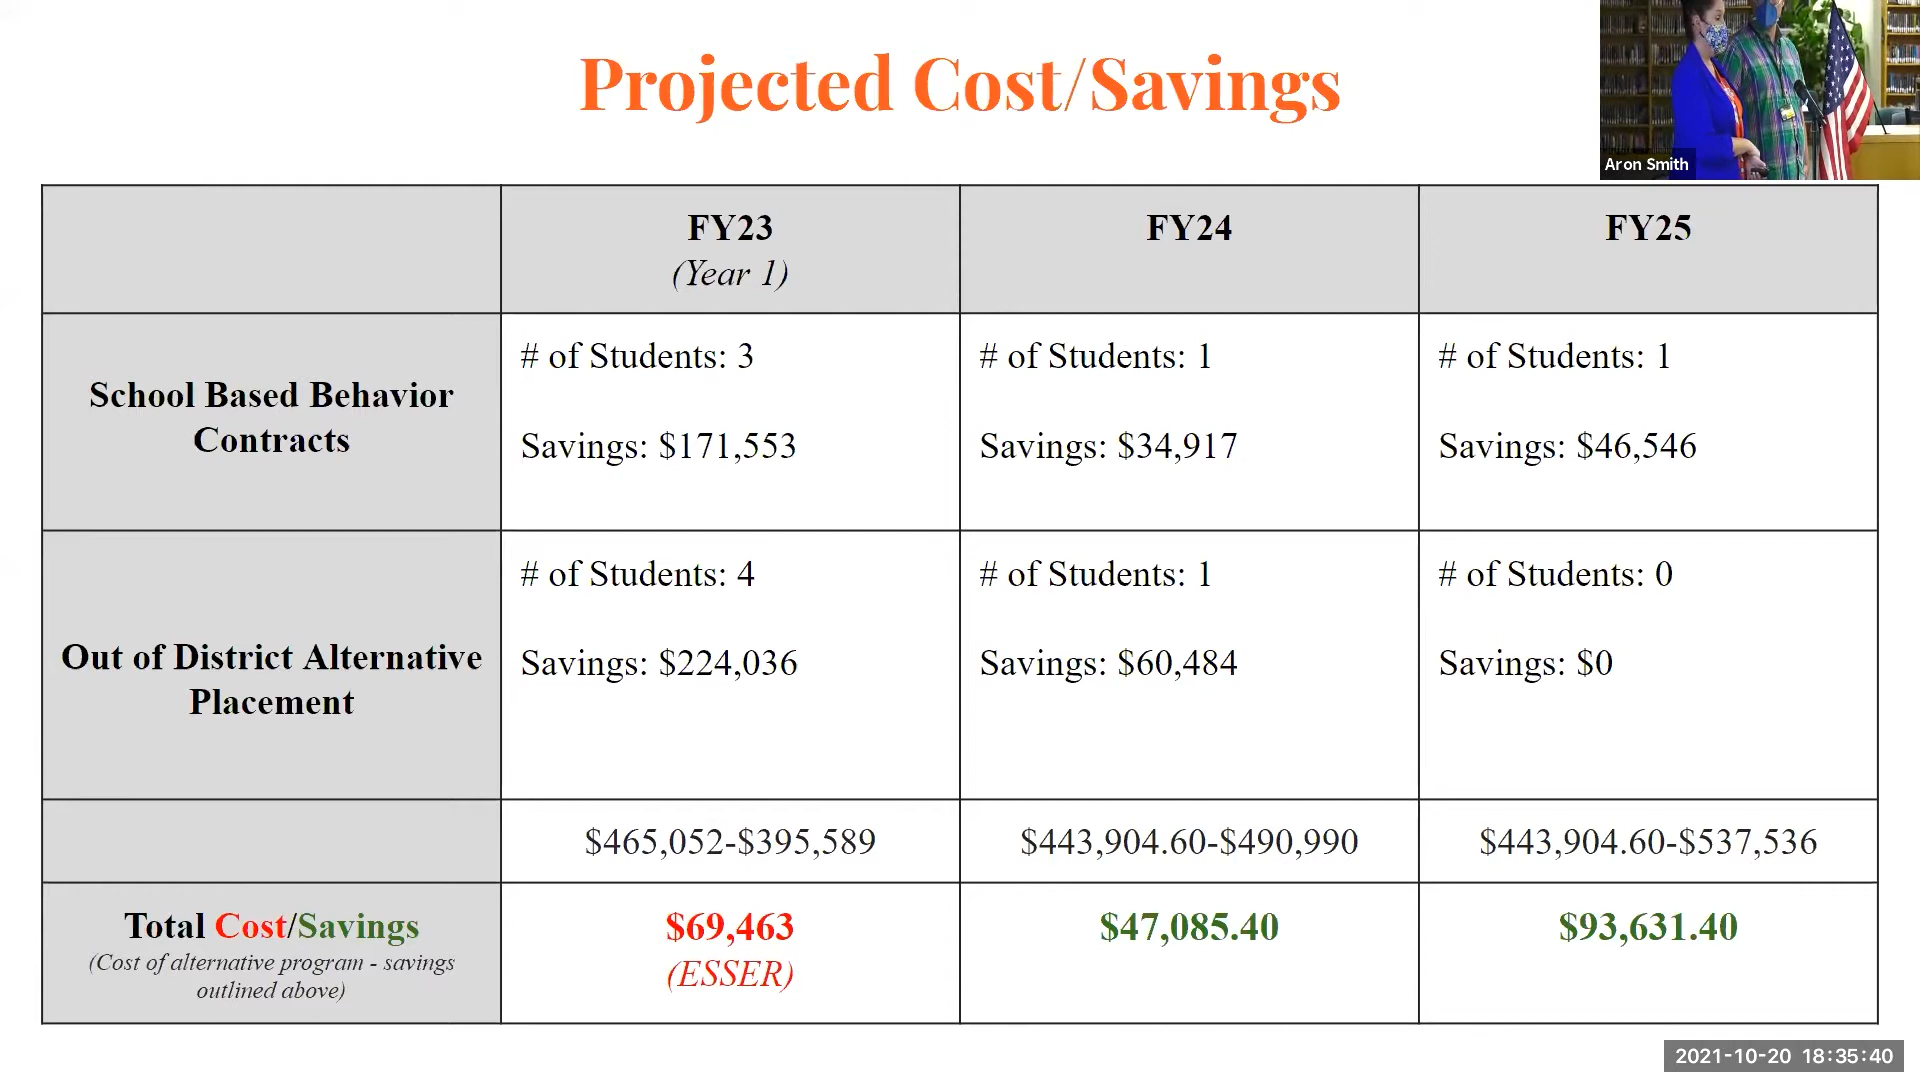 Projected Cost/Savings
Aron Smith
FY23
(Year 1)
FY24
FY25
School Based Behavior
Contracts
# of Students: 3
Savings: $171,553
# of Students: 1
Savings: $34,917
# of Students: 1
Savings: $46,546
Out of District Alternative
Placement
# of Students: 4
Savings: $224,036
# of Students: 1
Savings: $60,484
# of Students: 0
Savings: $0
$465,052-$395,589
$443,904.60-$490,990
$443,904.60-$537,536
Total Cost/Savings
(Cost of alternative program - savings
outlined above)
$69,463
(ESSER)
$47,085.40
$93,631.40
2021-10-20 18:35:40